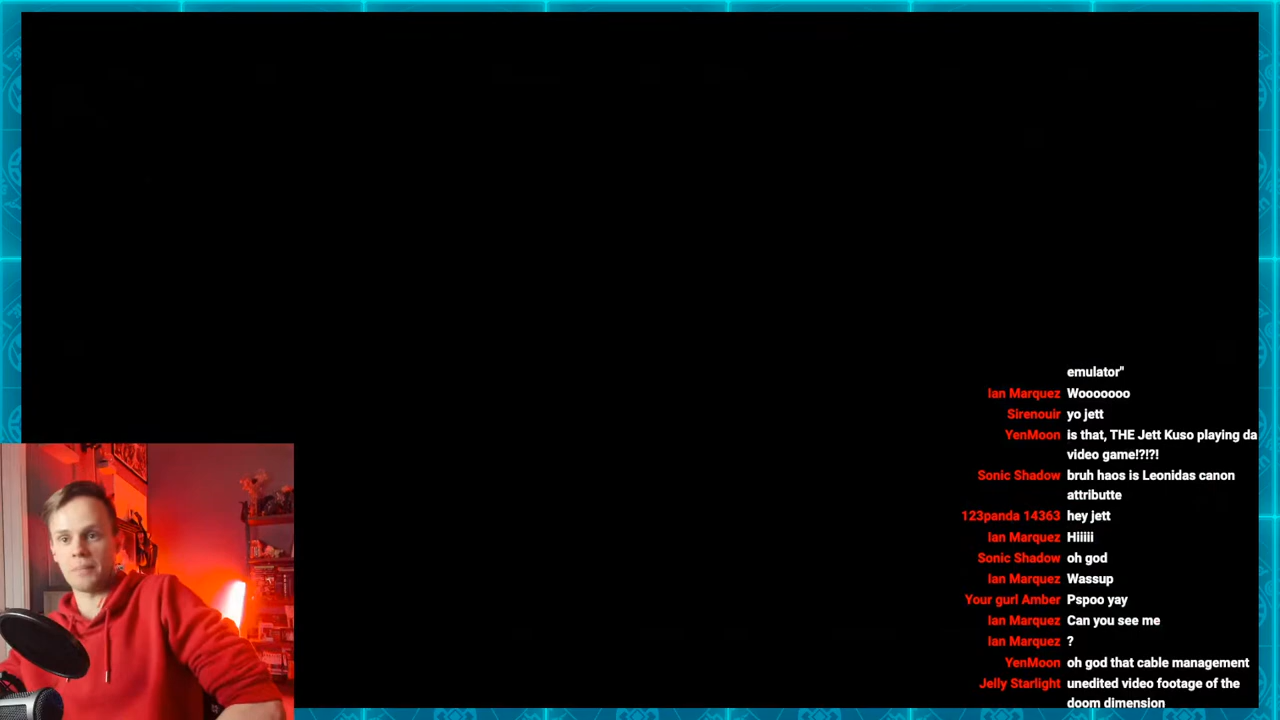 emulator"
Ian Marquez Wooooooo
Sirenouir yo jett
YenMoon is that, THE Jett Kuso playing da
video game!?!?!
Sonic Shadow bruh haos is Leonidas canon
attributte
123panda 14363 hey jett
Ian Marquez Hiiiii
Sonic Shadow oh god
Ian Marquez Wassup
Your gurl Amber Pspoo yay
Ian Marquez Can you see me
Ian Marquez ?
YenMoon oh god that cable management
Jelly Starlight unedited video footage of the
doom dimension